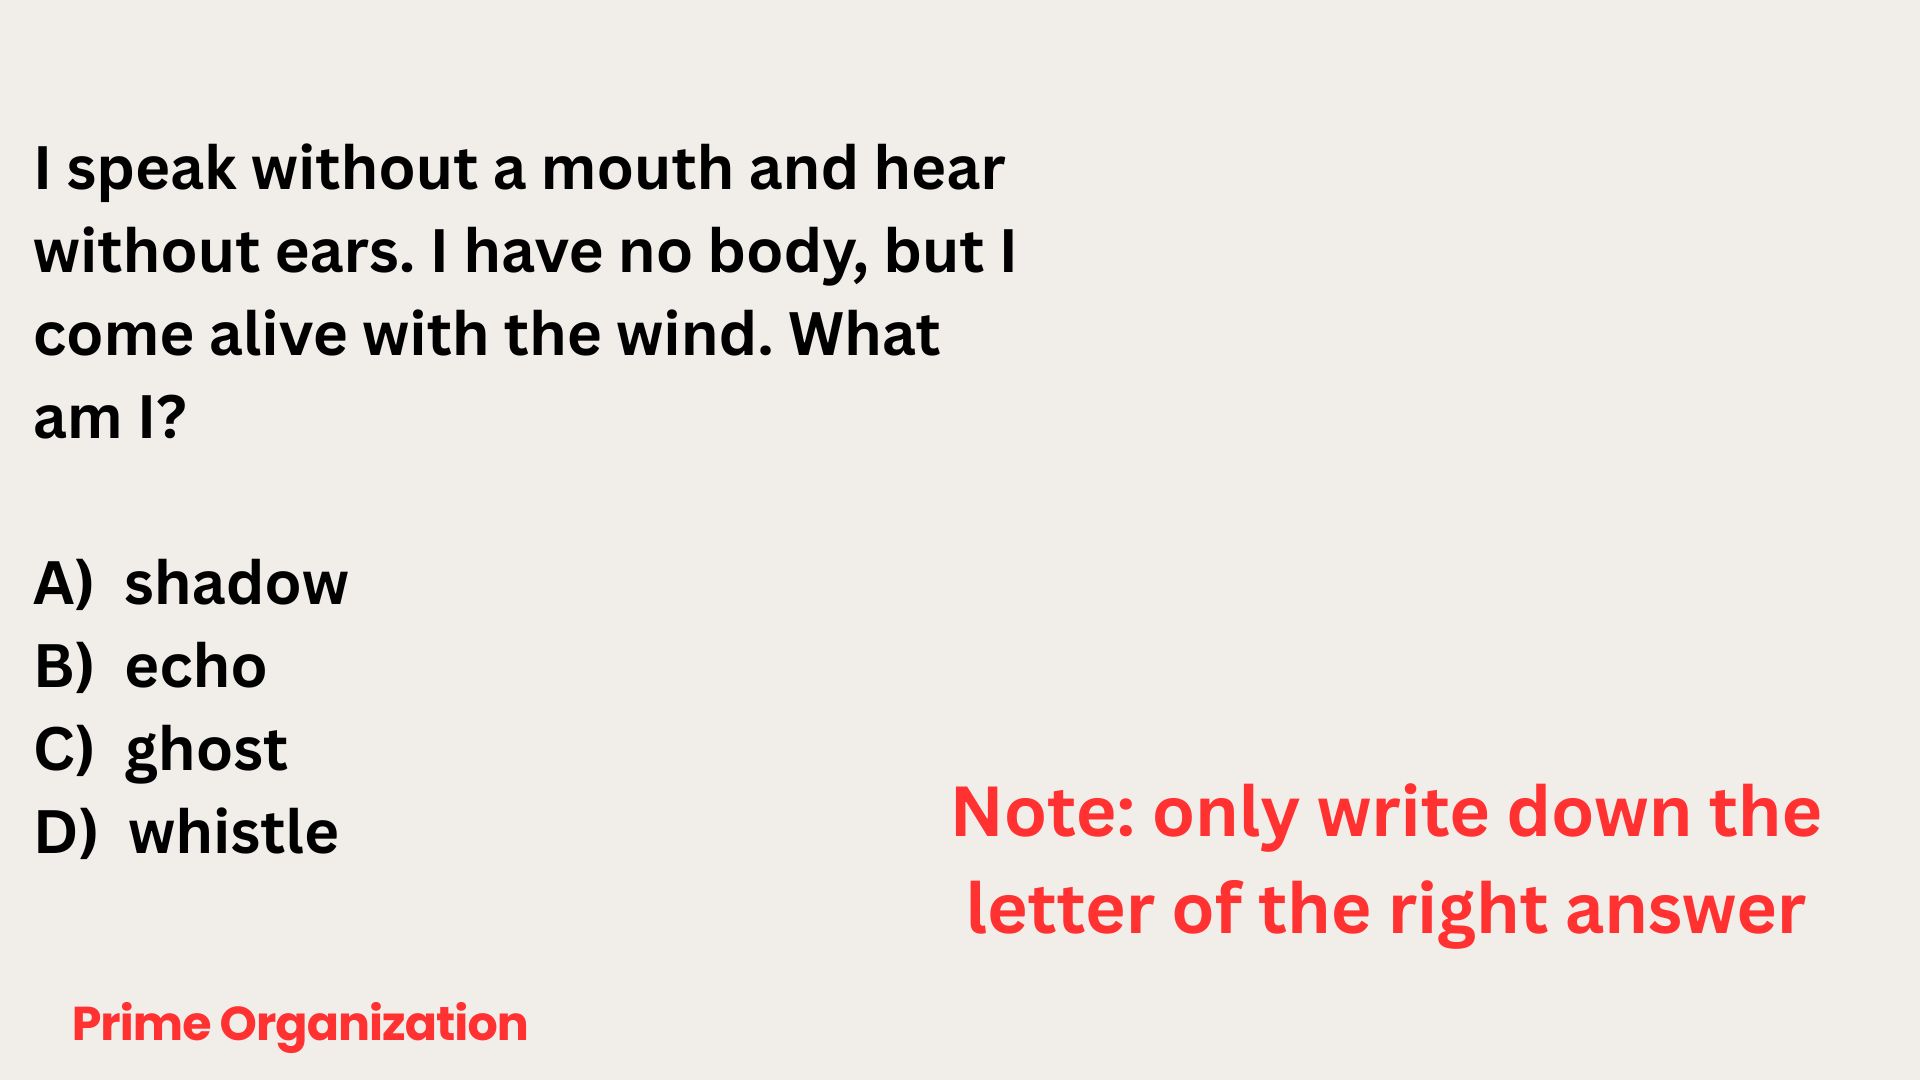 I speak without a mouth and hear
without ears. I have no body, but I
come alive with the wind. What
am I?
A) shadow
B) echo
C) ghost
D) whistle
Note: only write down the
letter of the right answer
Prime Organization